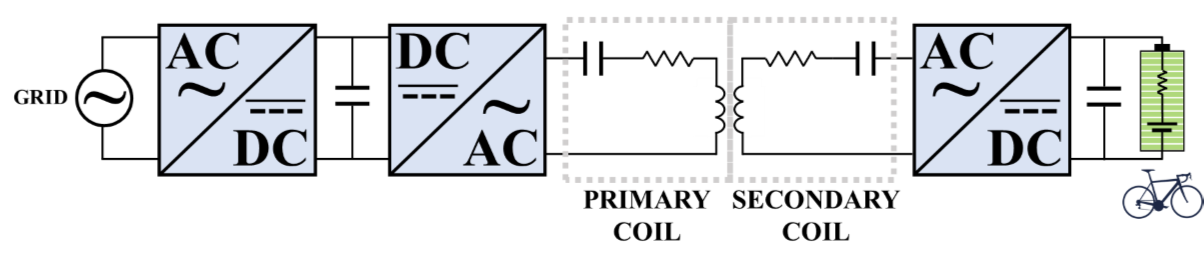 GRID
AC
DC
DC
AC
AC
DC
PRIMARY
COIL
SECONDARY
COIL